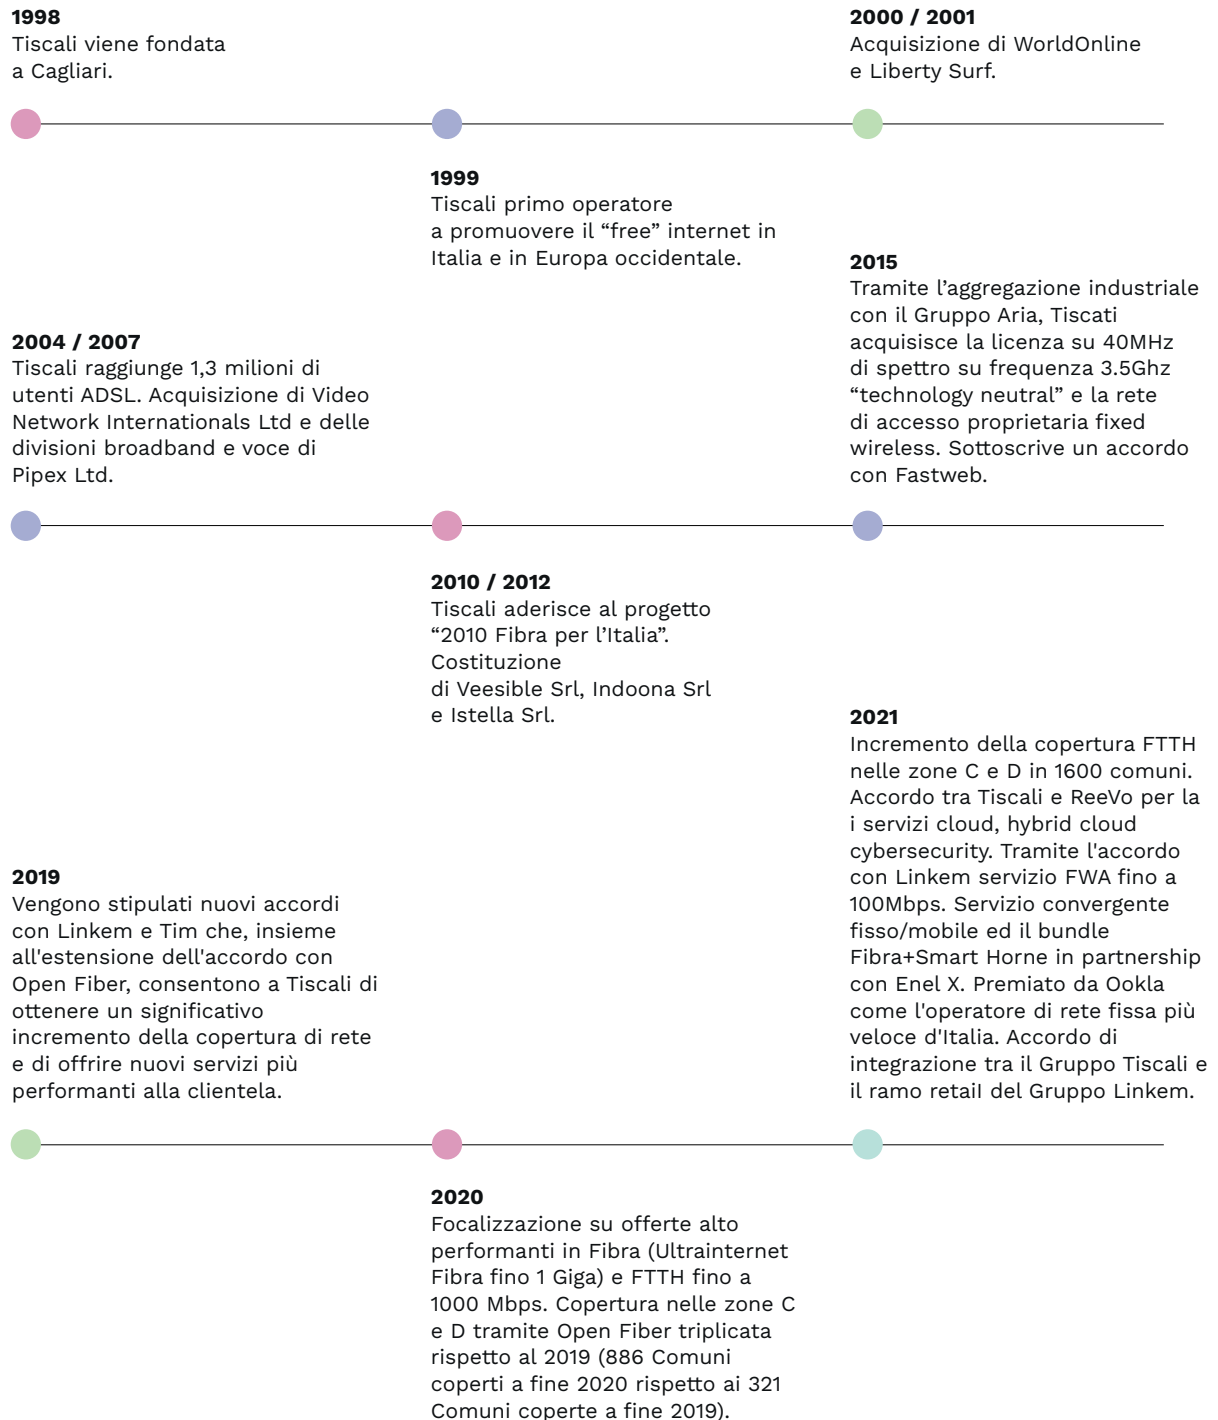 1998
Tiscali viene fondata
a Cagliari.
1999
Tiscali primo operatore
a promuovere il “free” internet in
Italia e in Europa occidentale.
2000 / 2001
Acquisizione di WorldOnline
e Liberty Surf.
2004 / 2007
Tiscali raggiunge 1,3 milioni di
utenti ADSL. Acquisizione di Video
Network Internationals Ltd e delle
divisioni broadband e voce di
Pipex Ltd.
2010 / 2012
Tiscali aderisce al progetto
“2010 Fibra per l’Italia”.
Costituzione
di Veesible Srl, Indoona Srl
e Istella Srl.
2015
Tramite l’aggregazione industriale
con il Gruppo Aria, Tiscati
acquisisce la licenza su 40MHz
di spettro su frequenza 3.5Ghz
“technology neutral” e la rete
di accesso proprietaria fixed
wireless. Sottoscrive un accordo
con Fastweb.
2019
Vengono stipulati nuovi accordi
con Linkem e Tim che, insieme
all'estensione dell'accordo con
Open Fiber, consentono a Tiscali di
ottenere un significativo
incremento della copertura di rete
e di offrire nuovi servizi più
performanti alla clientela.
2020
Focalizzazione su offerte alto
performanti in Fibra (Ultrainternet
Fibra fino 1 Giga) e FTTH fino a
1000 Mbps. Copertura nelle zone C
e D tramite Open Fiber triplicata
rispetto al 2019 (886 Comuni
coperti a fine 2020 rispetto ai 321
Comuni coperte a fine 2019).
2021
Incremento della copertura FTTH
nelle zone C e D in 1600 comuni.
Accordo tra Tiscali e ReeVo per la
i servizi cloud, hybrid cloud
cybersecurity. Tramite l'accordo
con Linkem servizio FWA fino a
100Mbps. Servizio convergente
fisso/mobile ed il bundle
Fibra+Smart Horne in partnership
con Enel X. Premiato da Ookla
come l'operatore di rete fissa più
veloce d'Italia. Accordo di
integrazione tra il Gruppo Tiscali e
il ramo retail del Gruppo Linkem.